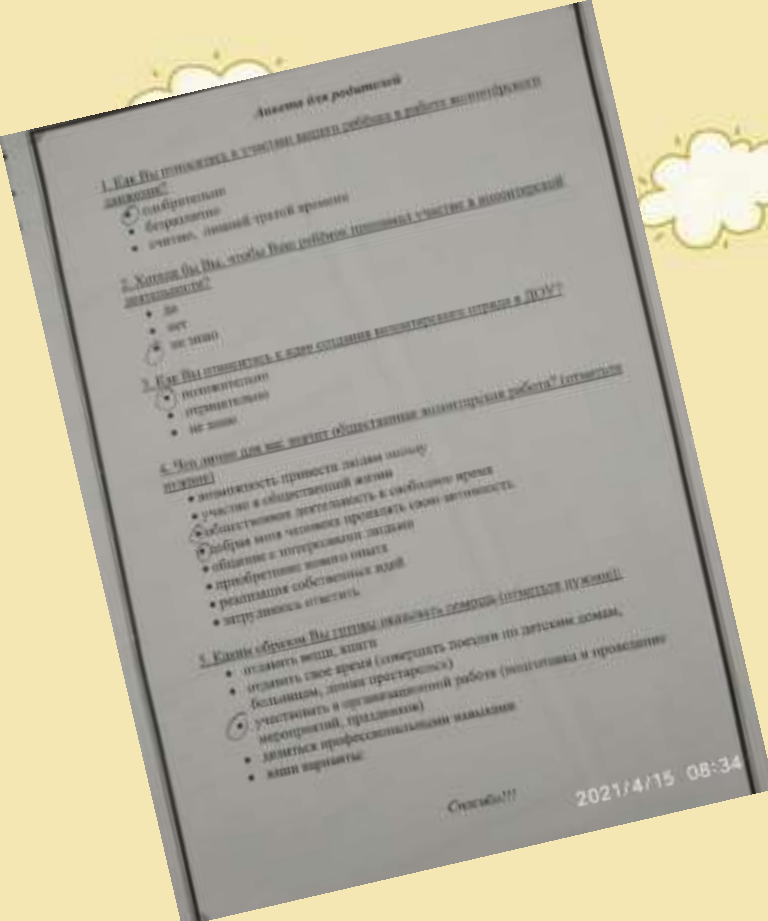 Анкета для родителей
1. Как Вы относитесь к участию вашего ребёнка в работе волонтёрского
движения?
• одобрительно
• безразлично
• считаю, лишней тратой времени
2. Хотели бы Вы, чтобы Ваш ребёнок принимал участие в волонтерской
деятельности?
• да
• нет
• не знаю
3. Как Вы относитесь к идее создания волонтерского отряда в ДОУ?
• положительно
• отрицательно
• не знаю
4. Что лично для вас значит общественная волонтерская работа? (отметьте
нужное)
• возможность принести людям пользу
• участие в общественной жизни
• общественная деятельность в свободное время
• добрая воля человека проявлять свою активность
• общение с интересными людьми
• приобретение нового опыта
• реализация собственных идей
• затрудняюсь ответить
5. Каким образом Вы готовы оказывать помощь (отметьте нужное):
• отдавать вещи, книги
• отдавать свое время (совершать поездки по детским домам,
больницам, домам престарелых)
• участвовать в организационной работе (подготовка и проведение
мероприятий, праздников)
• делиться профессиональными навыками
• ваши варианты:
Спасибо!!!
2021/4/15 08:34